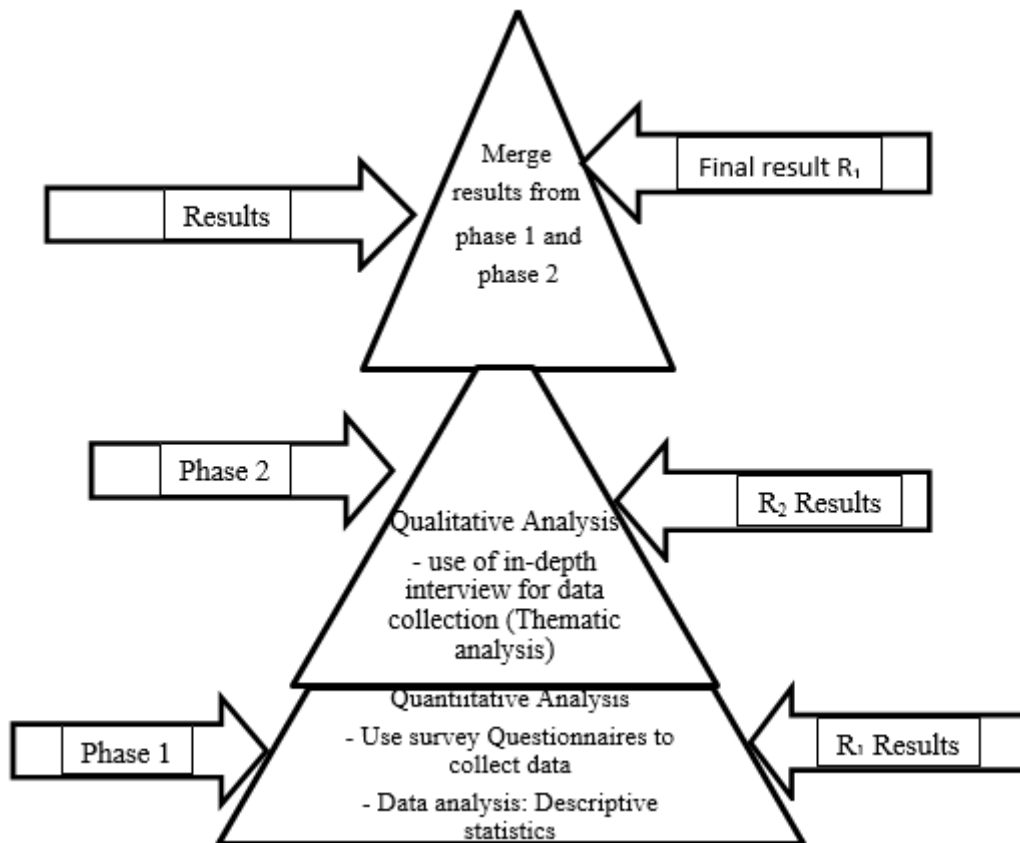 Merge
results from
phase 1 and
phase 2
Final result R₁
Results
Phase 2
R₂ Results
Qualitative Analysis
- use of in-depth
interview for data
collection (Thematic
analysis)
Quantitative Analysis
- Use survey Questionnaires to
collect data
- Data analysis: Descriptive
statistics
Phase 1
R₁ Results